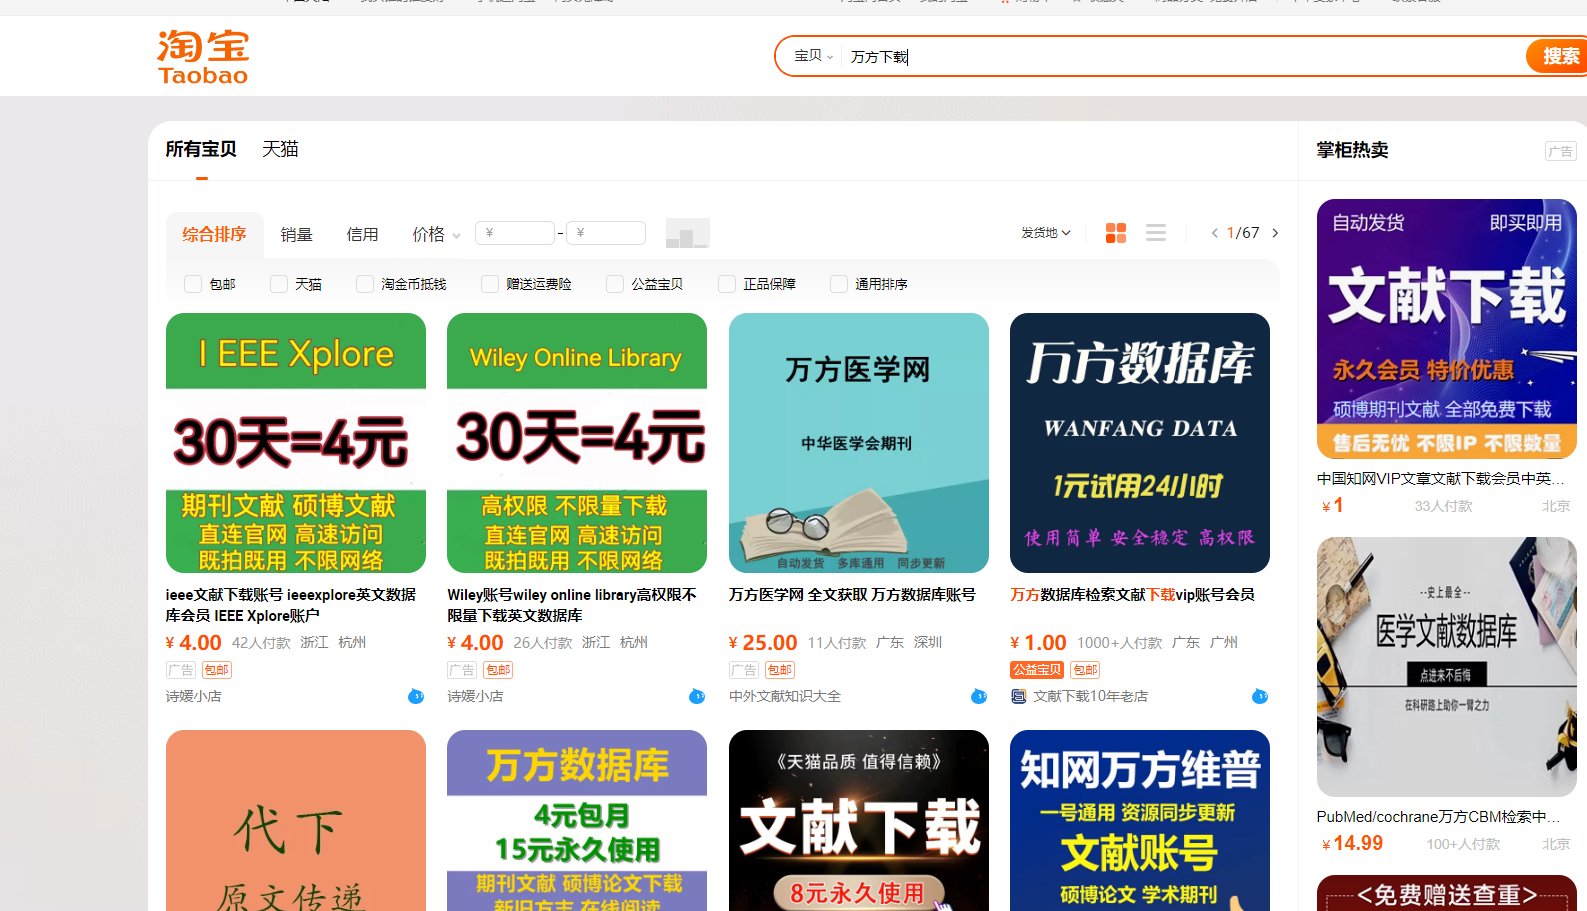 淘宝
Taobao
宝贝
万方下载
搜索
所有宝贝
天猫
掌柜热卖
广告
综合排序
销量
信用
价格
¥
-
¥
发货地
1/67
包邮
天猫
淘金币抵钱
赠送运费险
公益宝贝
正品保障
通用排序
I EEE Xplore
30天=4元
期刊文献 硕博文献
直连官网 高速访问
既拍既用 不限网络
ieee文献下载账号 ieeexplore英文数据
库会员 IEEE Xplore账户
¥ 4.00 42人付款 浙江 杭州
广告 包邮
诗媛小店
Wiley Online Library
30天=4元
高权限 不限量下载
直连官网 高速访问
既拍既用 不限网络
Wiley账号wiley online library高权限不
限量下载英文数据库
¥ 4.00 26人付款 浙江 杭州
广告 包邮
诗媛小店
万方医学网
中华医学会期刊
自动发货 多库通用 同步更新
万方医学网 全文获取 万方数据库账号
¥ 25.00 11人付款 广东 深圳
广告 包邮
中外文献知识大全
万方数据库
WANFANG DATA
1元试用24小时
使用简单 安全稳定 高权限
万方数据库检索文献下载vip账号会员
¥ 1.00 1000+人付款 广东 广州
公益宝贝 包邮
文献下载10年老店
自动发货 即买即用
文献下载
永久会员 特价优惠
硕博期刊文献 全部免费下载
售后无忧 不限IP 不限数量
中国知网VIP文章文献下载会员中英...
¥ 1 33人付款 北京
--史上最全--
医学文献数据库
点进来不后悔
在科研路上助你一臂之力
PubMed/cochrane万方CBM检索中...
¥ 14.99 100+人付款 北京
<免费赠送查重>
代下
原文传递
万方数据库
4元包月
15元永久使用
期刊文献 硕博论文下载
新旧方志 在线阅读
《天猫品质 值得信赖》
文献下载
8元永久使用
知网万方维普
一号通用 资源同步更新
文献账号
硕博论文 学术期刊